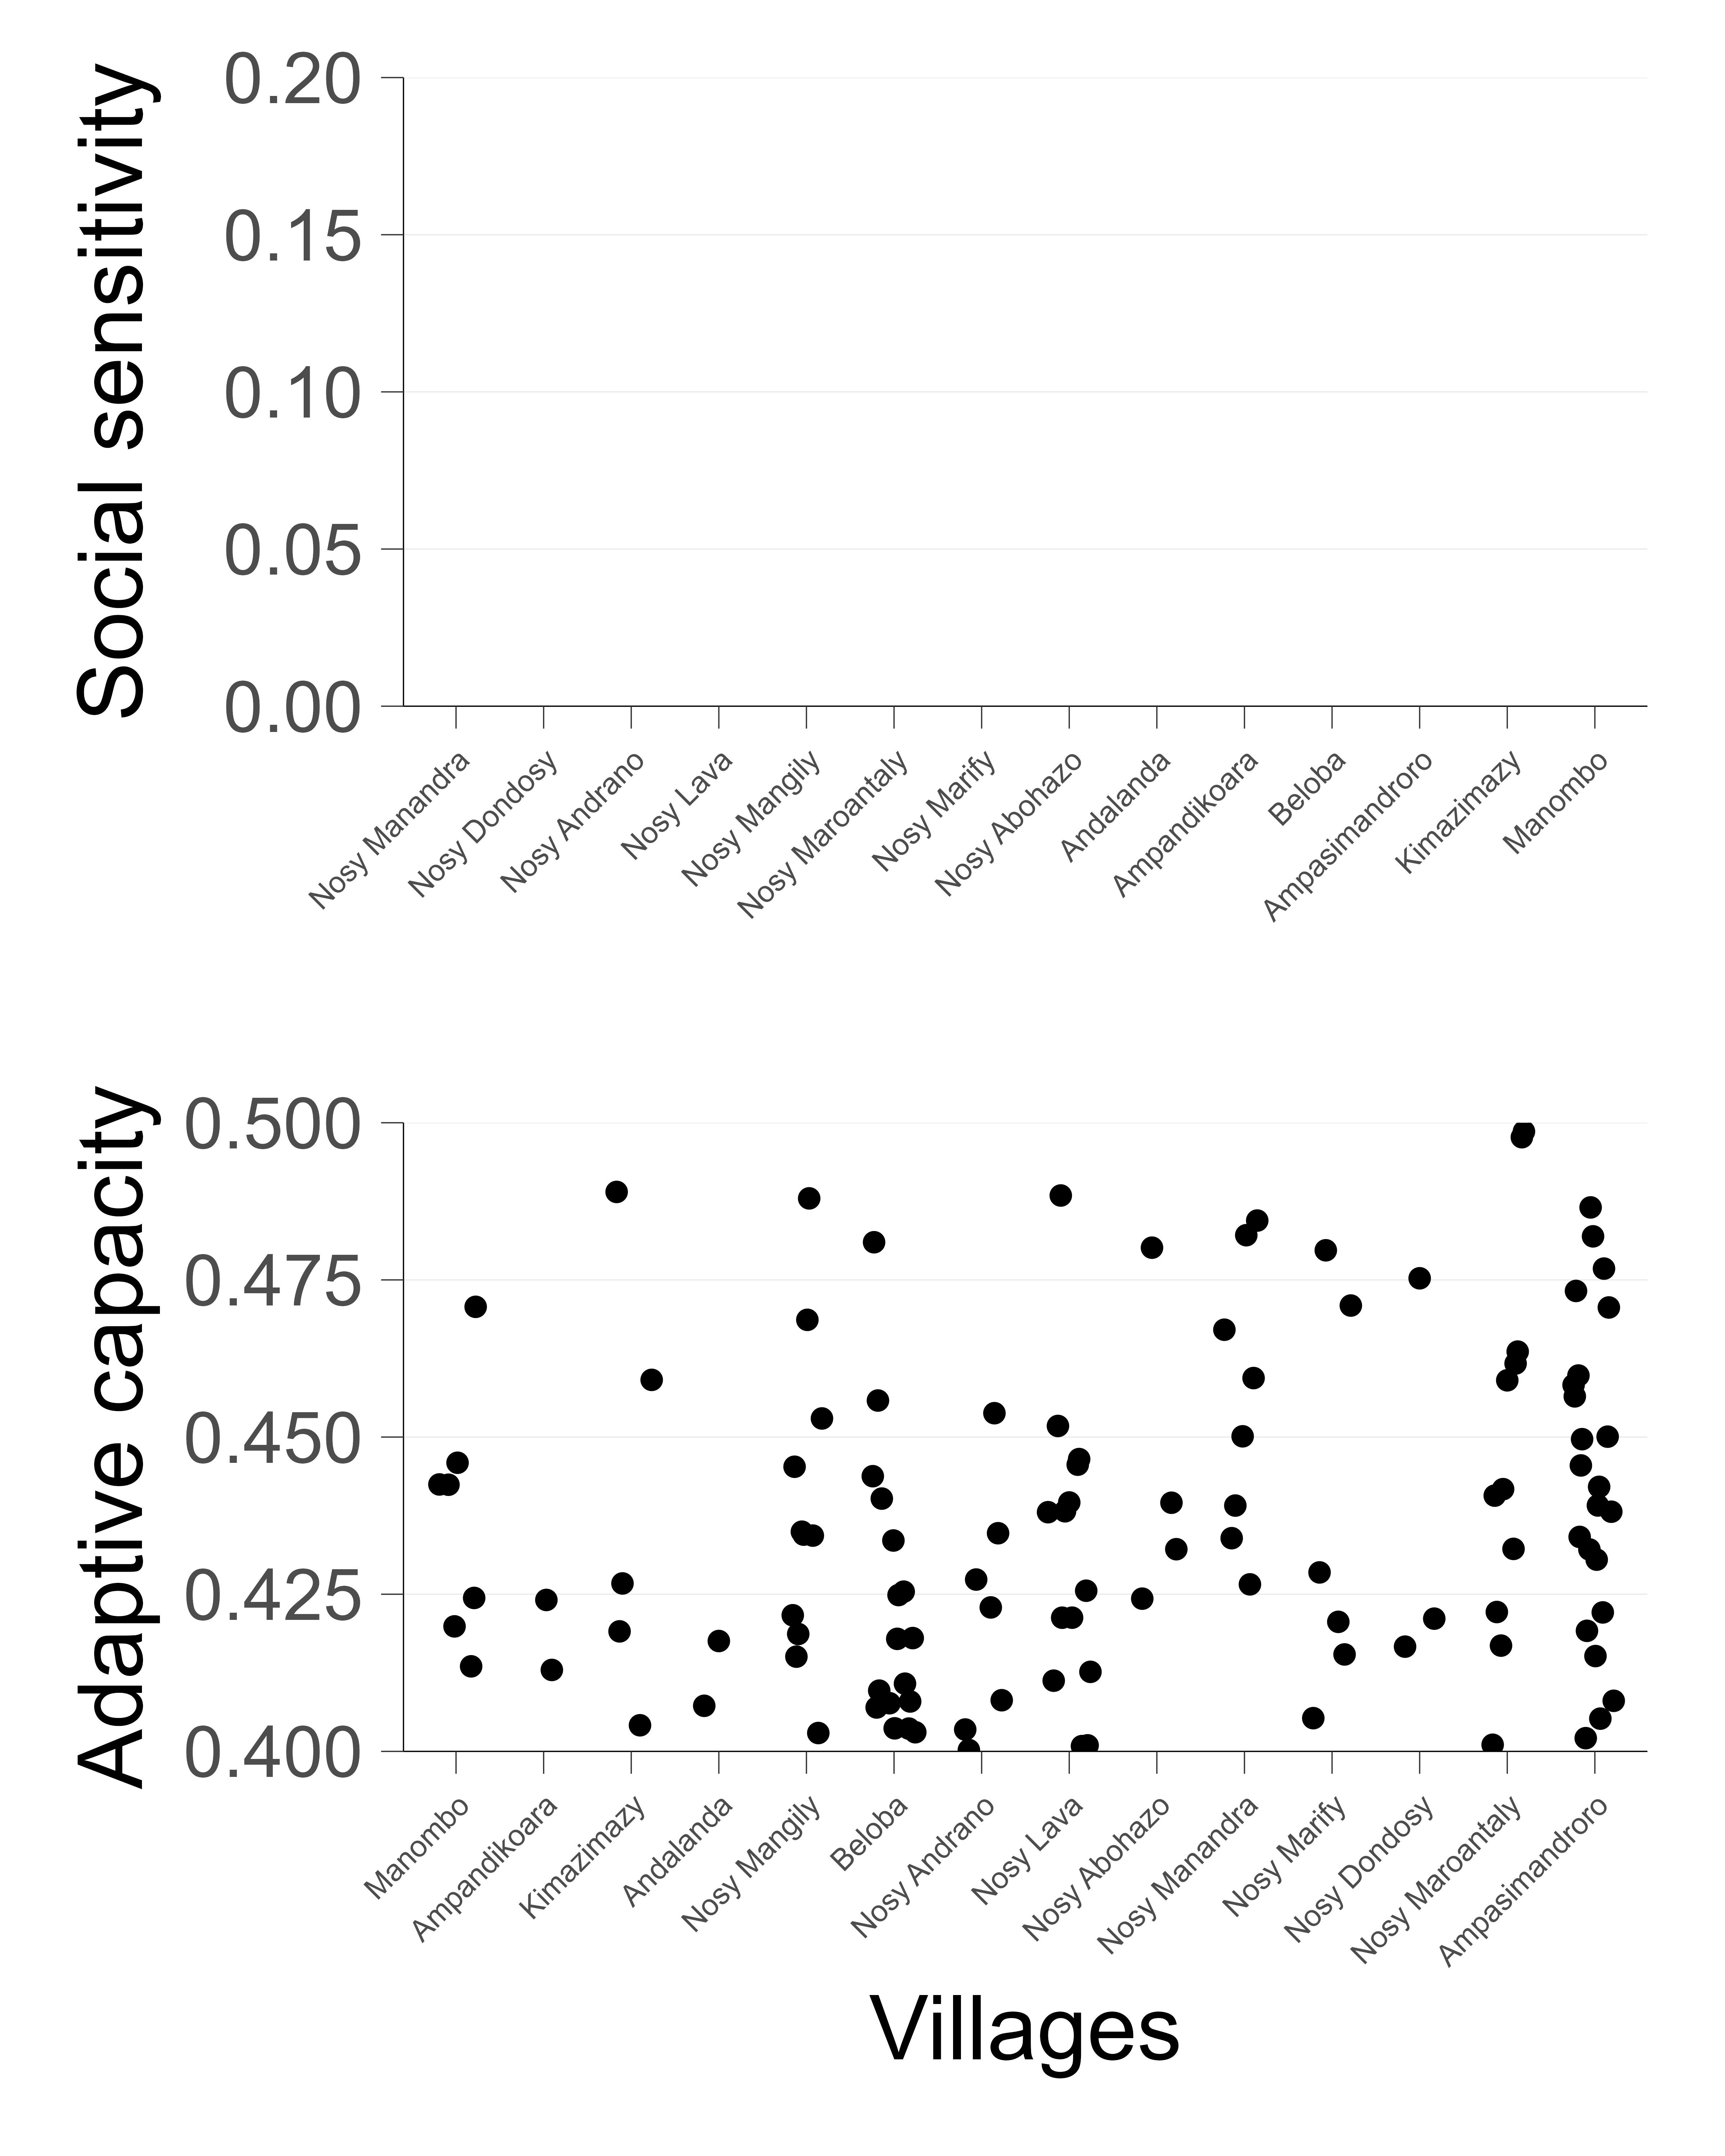 Social sensitivity
0.20
0.15
0.10
0.05
0.00
Nosy Manandra
Nosy Dondosy
Nosy Andrano
Nosy Lava
Nosy Mangily
Nosy Maroantaly
Nosy Marify
Nosy Abohazo
Andalanda
Ampandikoara
Beloba
Ampasimandroro
Kimazimazy
Manombo
Adaptive capacity
0.500
0.475
0.450
0.425
0.400
Manombo
Ampandikoara
Kimazimazy
Andalanda
Nosy Mangily
Beloba
Nosy Andrano
Nosy Lava
Nosy Abohazo
Nosy Manandra
Nosy Marify
Nosy Dondosy
Nosy Maroantaly
Ampasimandroro
Villages